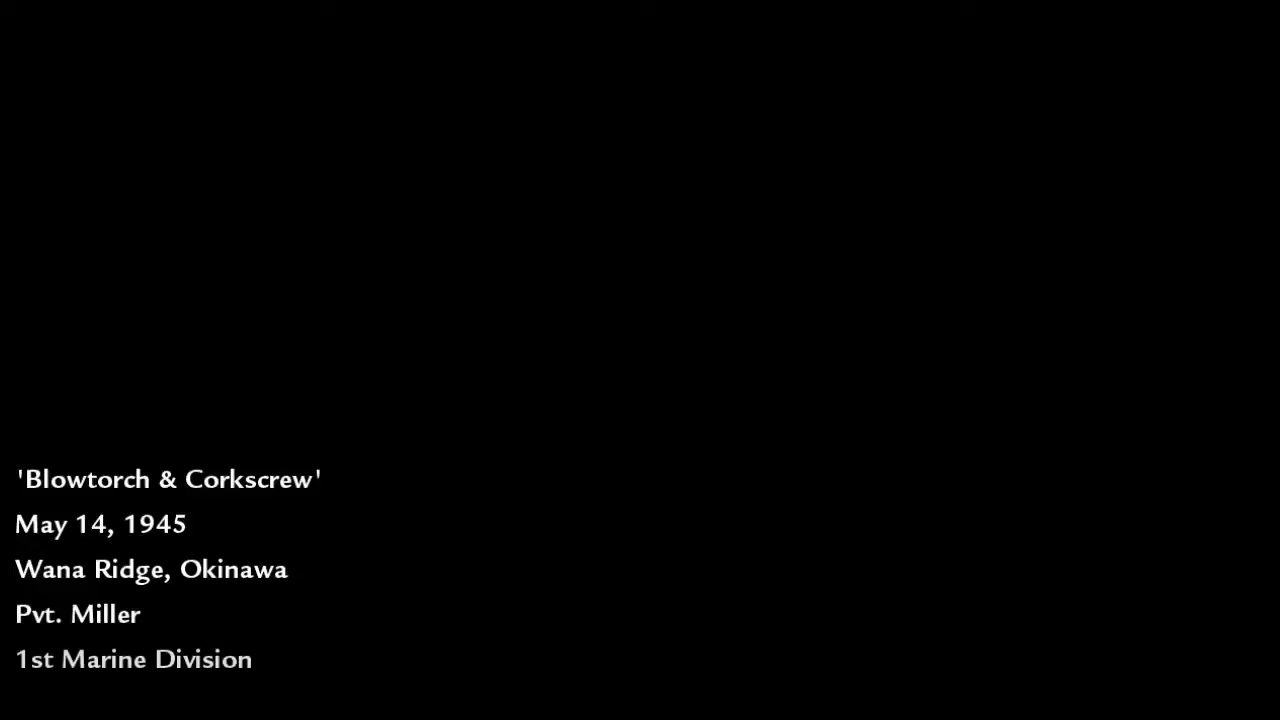 'Blowtorch & Corkscrew'
May 14, 1945
Wana Ridge, Okinawa
Pvt. Miller
1st Marine Division